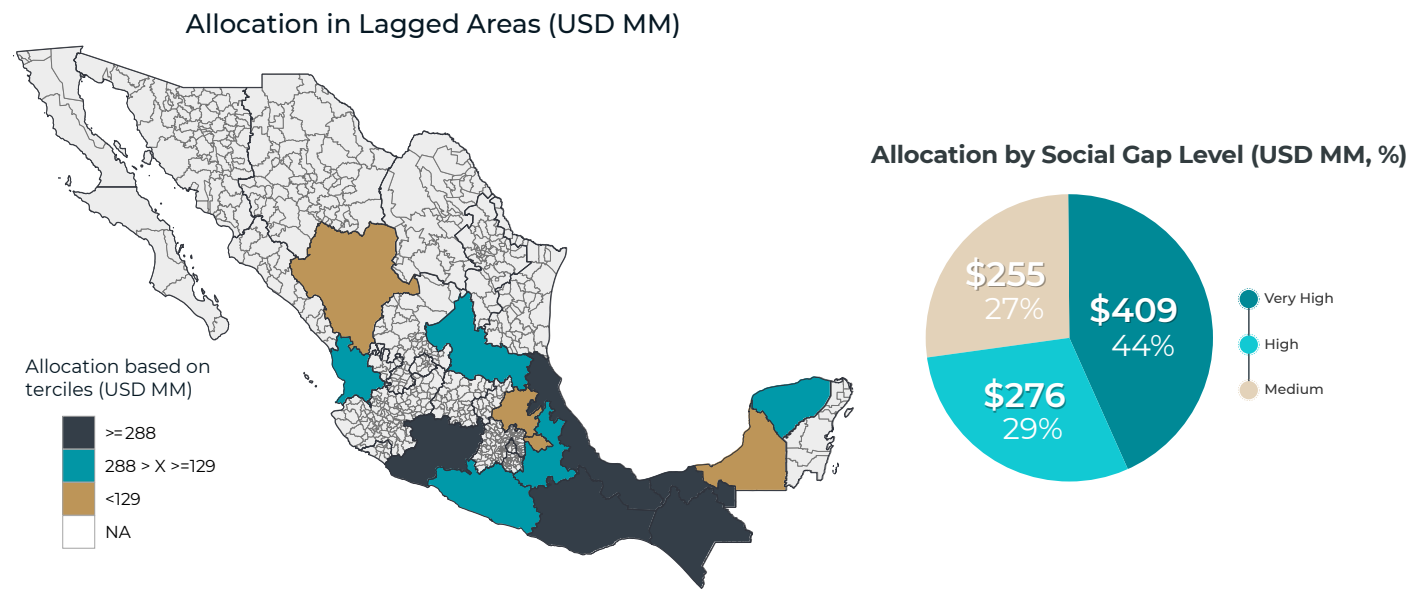 Allocation in Lagged Areas (USD MM)
Allocation based on
terciles (USD MM)
>=288
288 > X >=129
<129
NA
Allocation by Social Gap Level (USD MM, %)
$255
27%
$409
44%
$276
29%
Very High
High
Medium